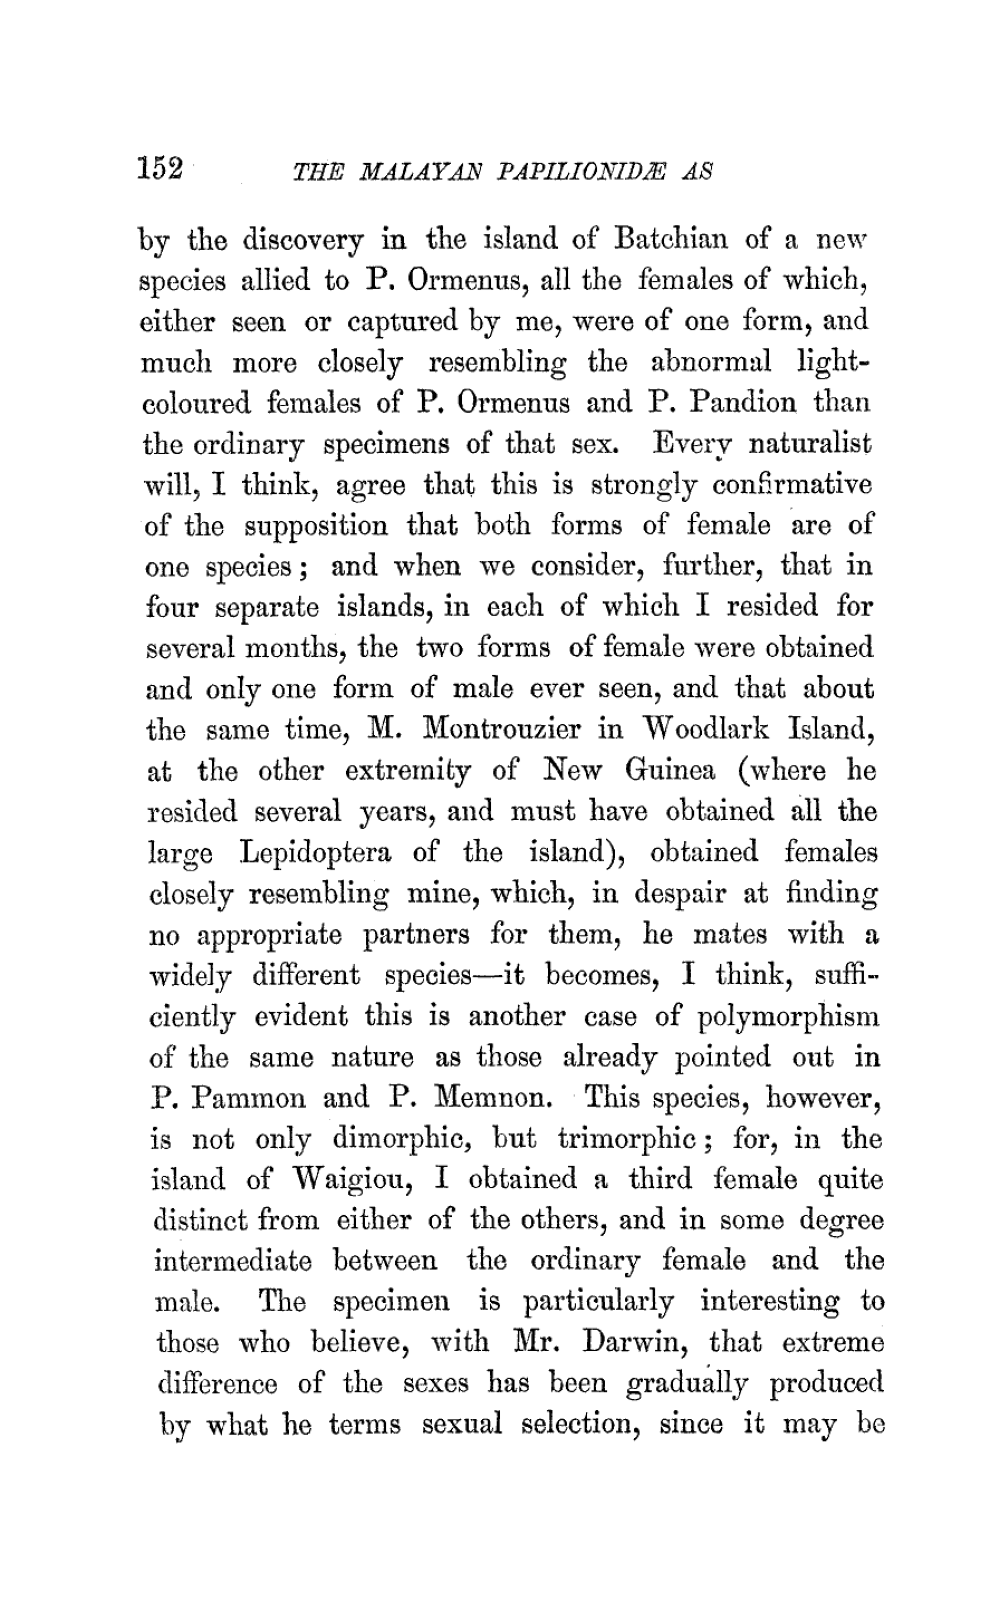 152 THE MALAYAN PAPILIONIDÆ AS
by the discovery in the island of Batchian of a new
species allied to P. Ormenus, all the females of which,
either seen or captured by me, were of one form, and
much more closely resembling the abnormal light-
coloured females of P. Ormenus and P. Pandion than
the ordinary specimens of that sex. Every naturalist
will, I think, agree that this is strongly confirmative
of the supposition that both forms of female are of
one species; and when we consider, further, that in
four separate islands, in each of which I resided for
several months, the two forms of female were obtained
and only one form of male ever seen, and that about
the same time, M. Montrouzier in Woodlark Island,
at the other extremity of New Guinea (where he
resided several years, and must have obtained all the
large Lepidoptera of the island), obtained females
closely resembling mine, which, in despair at finding
no appropriate partners for them, he mates with a
widely different species—it becomes, I think, suffi-
ciently evident this is another case of polymorphism
of the same nature as those already pointed out in
P. Pammon and P. Memnon. This species, however,
is not only dimorphic, but trimorphic; for, in the
island of Waigiou, I obtained a third female quite
distinct from either of the others, and in some degree
intermediate between the ordinary female and the
male. The specimen is particularly interesting to
those who believe, with Mr. Darwin, that extreme
difference of the sexes has been gradually produced
by what he terms sexual selection, since it may be